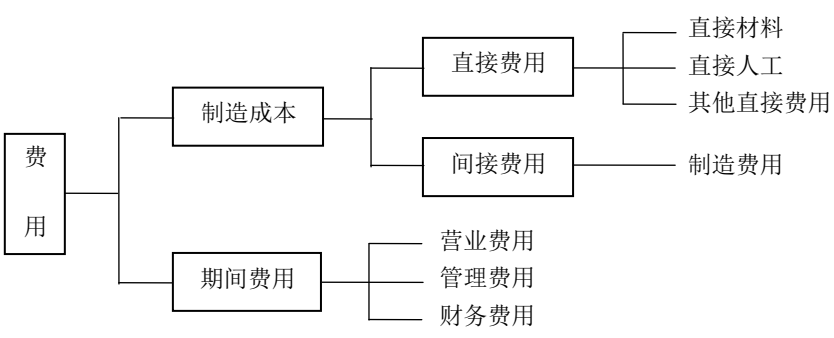 费用
制造成本
直接费用
直接材料
直接人工
其他直接费用
间接费用
制造费用
期间费用
营业费用
管理费用
财务费用